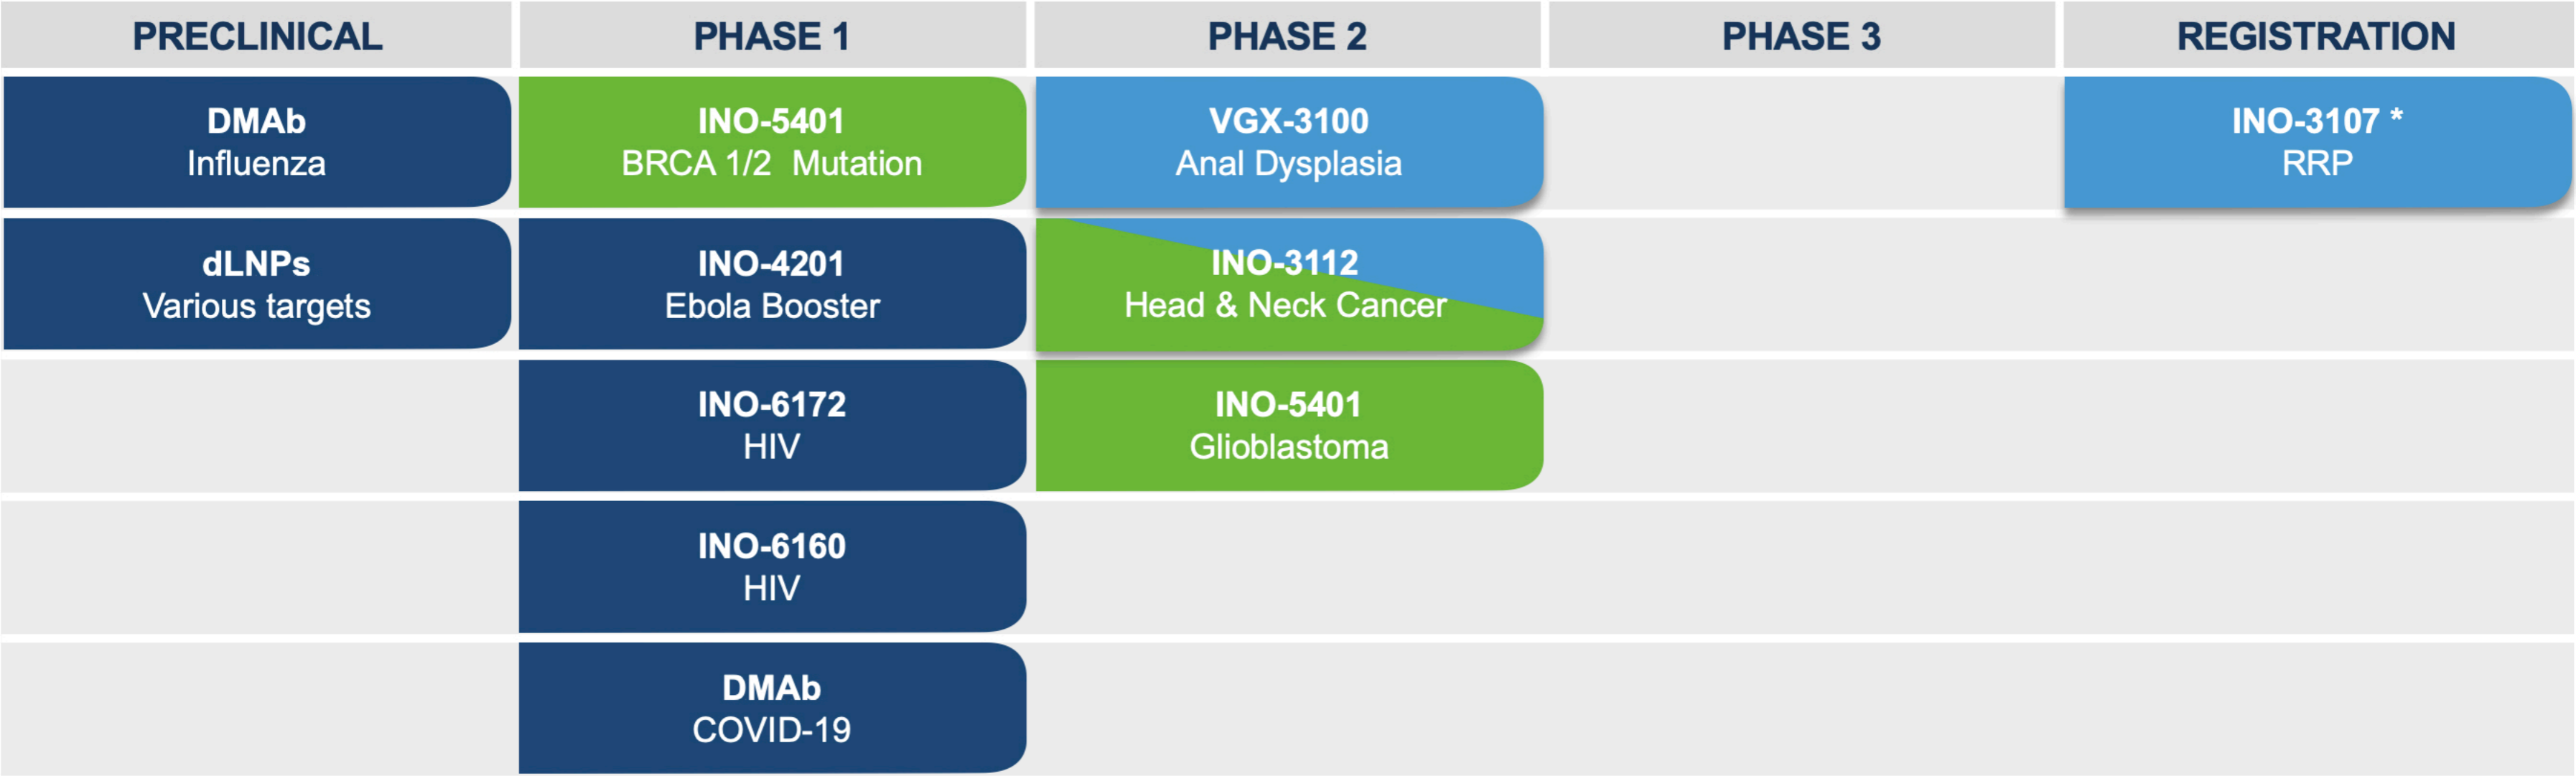 PRECLINICAL PHASE 1 PHASE 2 PHASE 3 REGISTRATION
DMAb
Influenza
INO-5401
BRCA 1/2 Mutation
VGX-3100
Anal Dysplasia
INO-3107 *
RRP
dLNPs
Various targets
INO-4201
Ebola Booster
INO-3112
Head & Neck Cancer
INO-6172
HIV
INO-5401
Glioblastoma
INO-6160
HIV
DMAb
COVID-19